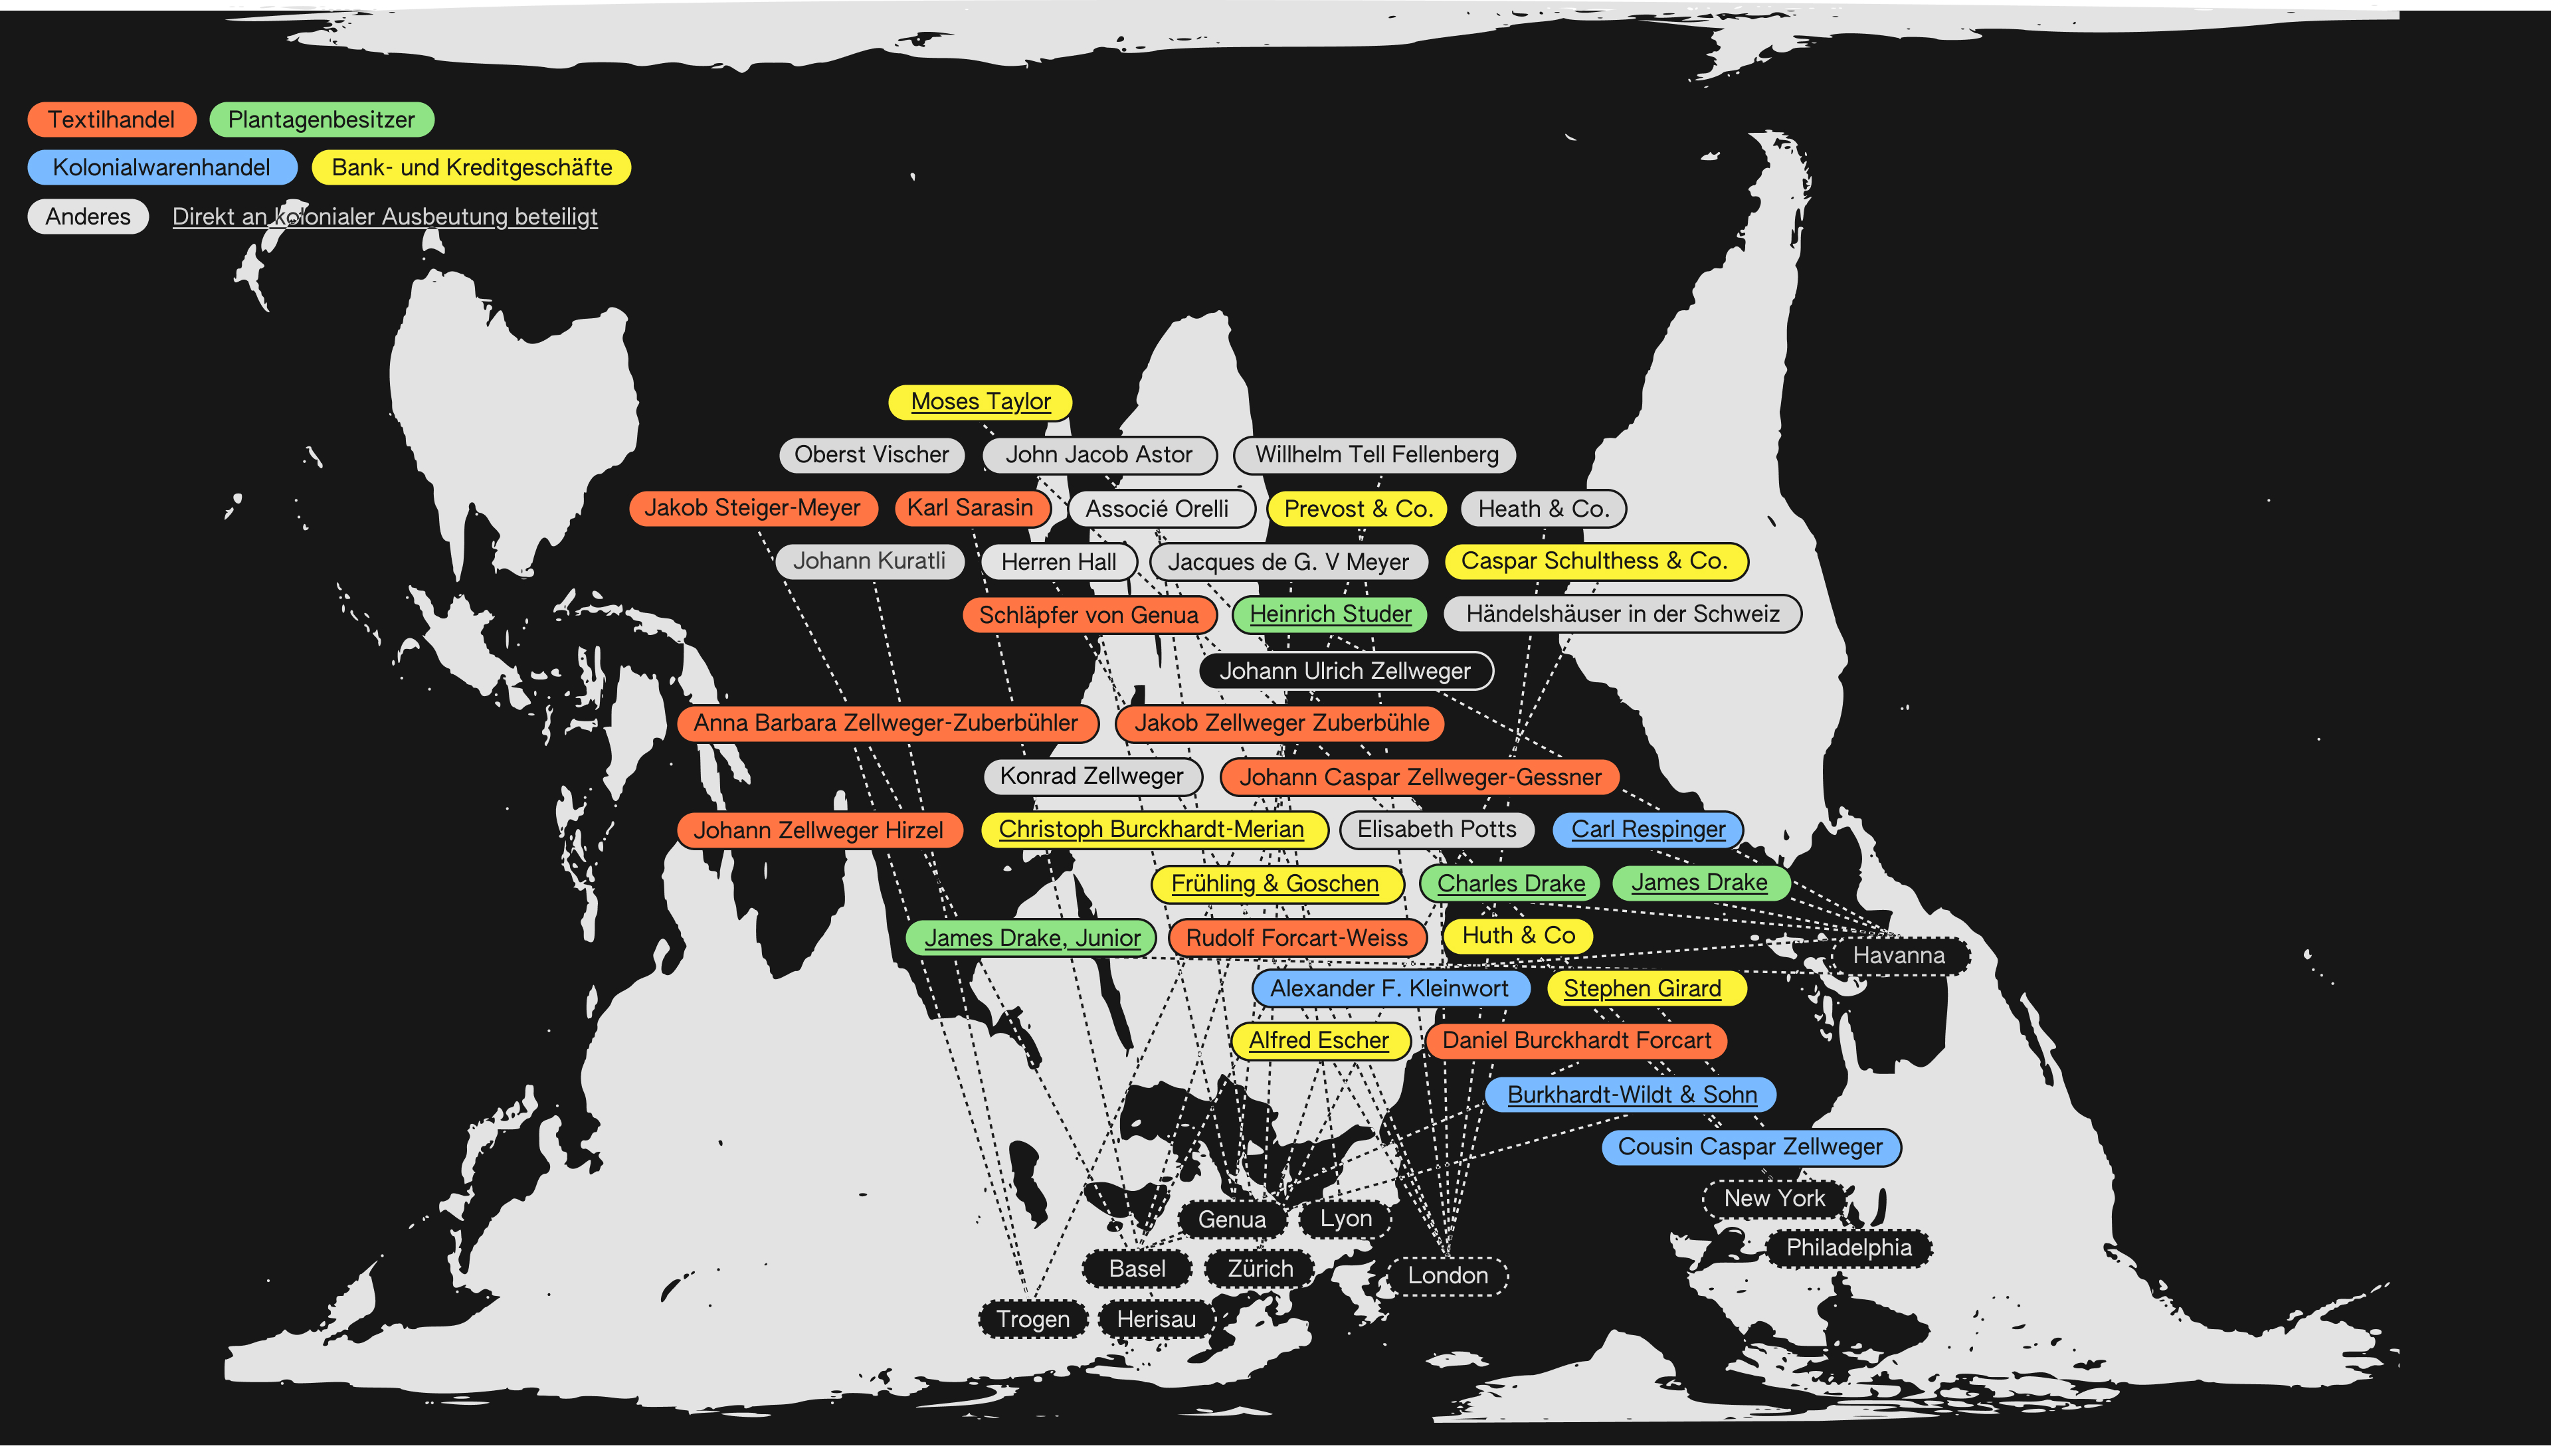 Textilhandel Plantagenbesitzer
Kolonialwarenhandel Bank- und Kreditgeschäfte
Anderes Direkt an kolonialer Ausbeutung beteiligt
Moses Taylor
Oberst Vischer John Jacob Astor Willhelm Tell Fellenberg
Jakob Steiger-Meyer Karl Sarasin Associé Orelli Prevost & Co. Heath & Co.
Johann Kuratli Herren Hall Jacques de G. V Meyer Caspar Schulthess & Co.
Schläpfer von Genua Heinrich Studer Händelshäuser in der Schweiz
Johann Ulrich Zellweger
Anna Barbara Zellweger-Zuberbühler Jakob Zellweger Zuberbühle
Konrad Zellweger Johann Caspar Zellweger-Gessner
Johann Zellweger Hirzel Christoph Burckhardt-Merian Elisabeth Potts Carl Respinger
Frühling & Goschen Charles Drake James Drake
James Drake, Junior Rudolf Forcart-Weiss Huth & Co
Havanna
Alexander F. Kleinwort Stephen Girard
Alfred Escher Daniel Burckhardt Forcart
Burkhardt-Wildt & Sohn
Cousin Caspar Zellweger
New York
Genua Lyon
Philadelphia
Basel Zürich London
Trogen Herisau